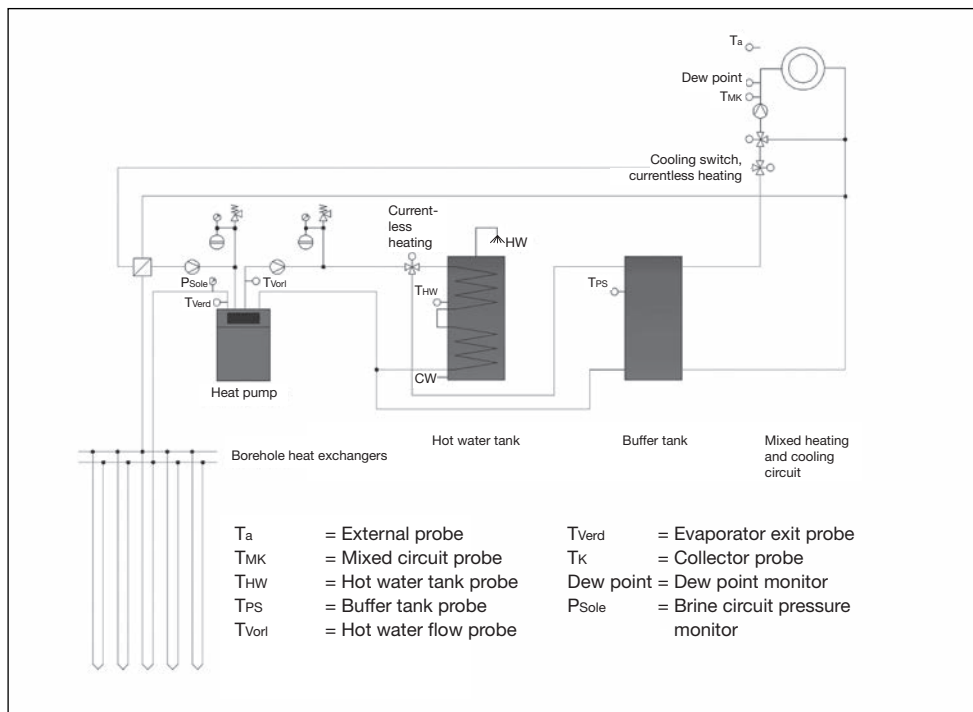 Ta
Dew point
TMK
Cooling switch,
currentless heating
Current-
less
heating
HW
PSole
TVorl
TVerd
THW
TPS
CW
Heat pump
Borehole heat exchangers
Hot water tank
Buffer tank
Mixed heating
and cooling
circuit
Ta = External probe
TMK = Mixed circuit probe
THW = Hot water tank probe
TPS = Buffer tank probe
TVorl = Hot water flow probe
TVerd = Evaporator exit probe
TK = Collector probe
Dew point = Dew point monitor
PSole = Brine circuit pressure
monitor